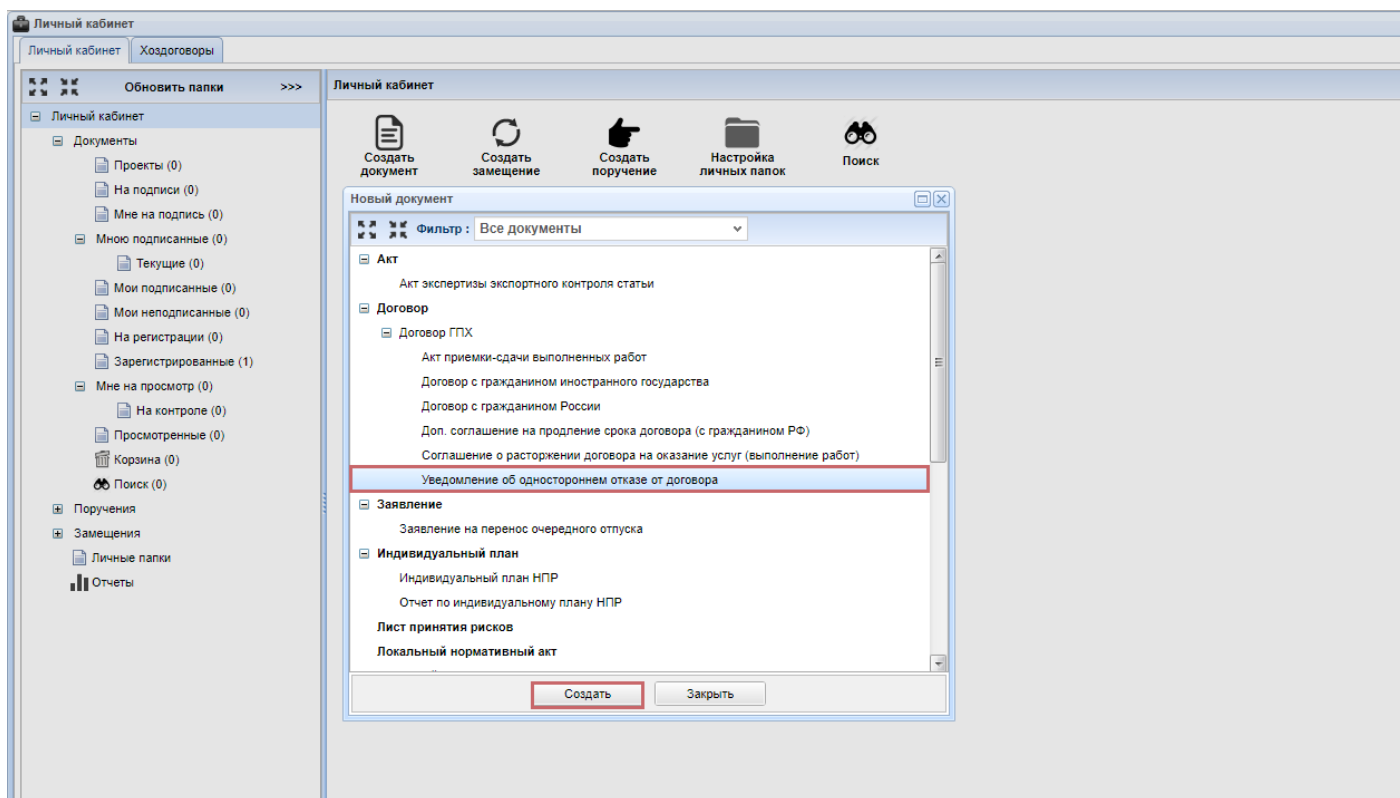 Личный кабинет
Личный кабинет Хоздоговоры
Обновить папки >>>
Личный кабинет
Документы
Проекты (0)
На подписи (0)
Мне на подпись (0)
Мною подписанные (0)
Текущие (0)
Мои подписанные (0)
Мои неподписанные (0)
На регистрации (0)
Зарегистрированные (1)
Мне на просмотр (0)
На контроле (0)
Просмотренные (0)
Корзина (0)
Поиск (0)
Поручения
Замещения
Личные папки
Отчеты
Личный кабинет
Создать
документ
Создать
замещение
Создать
поручение
Настройка
личных папок
Поиск
Новый документ
Фильтр : Все документы
Акт
Акт экспертизы экспортного контроля статьи
Договор
Договор ГПХ
Акт приемки-сдачи выполненных работ
Договор с гражданином иностранного государства
Договор с гражданином России
Доп. соглашение на продление срока договора (с гражданином РФ)
Соглашение о расторжении договора на оказание услуг (выполнение работ)
Уведомление об одностороннем отказе от договора
Заявление
Заявление на перенос очередного отпуска
Индивидуальный план
Индивидуальный план НПР
Отчет по индивидуальному плану НПР
Лист принятия рисков
Локальный нормативный акт
Создать Закрыть